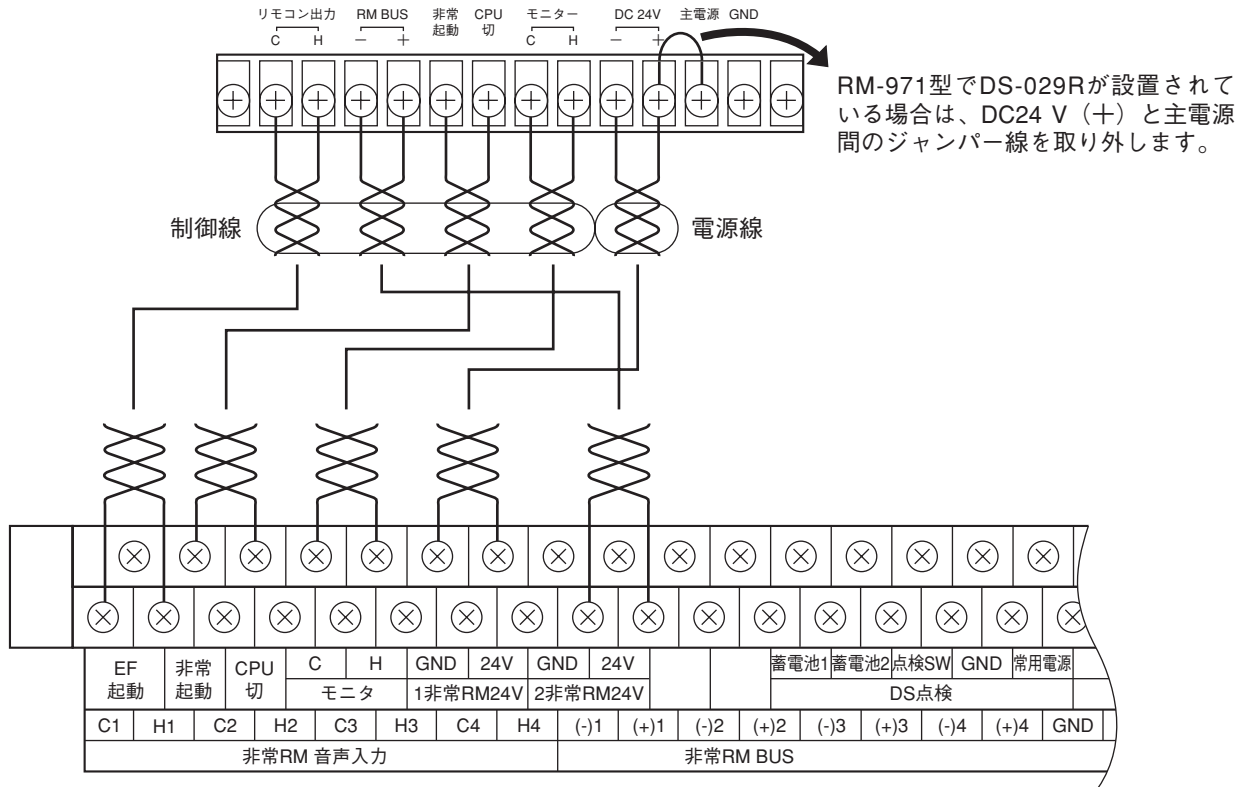 リモコン出力 RM BUS 非常起動 CPU切 モニター DC 24V 主電源 GND
C H － ＋ C H － ＋
RM-971型でDS-029Rが設置されて
いる場合は、DC24 V（＋）と主電源
間のジャンパー線を取り外します。
制御線 電源線
EF起動 非常起動 CPU切 C H GND 24V GND 24V 蓄電池1 蓄電池2 点検SW GND 常用電源
モニタ 1非常RM24V 2非常RM24V DS点検
C1 H1 C2 H2 C3 H3 C4 H4 (-)1 (+)1 (-)2 (+)2 (-)3 (+)3 (-)4 (+)4 GND
非常RM 音声入力 非常RM BUS